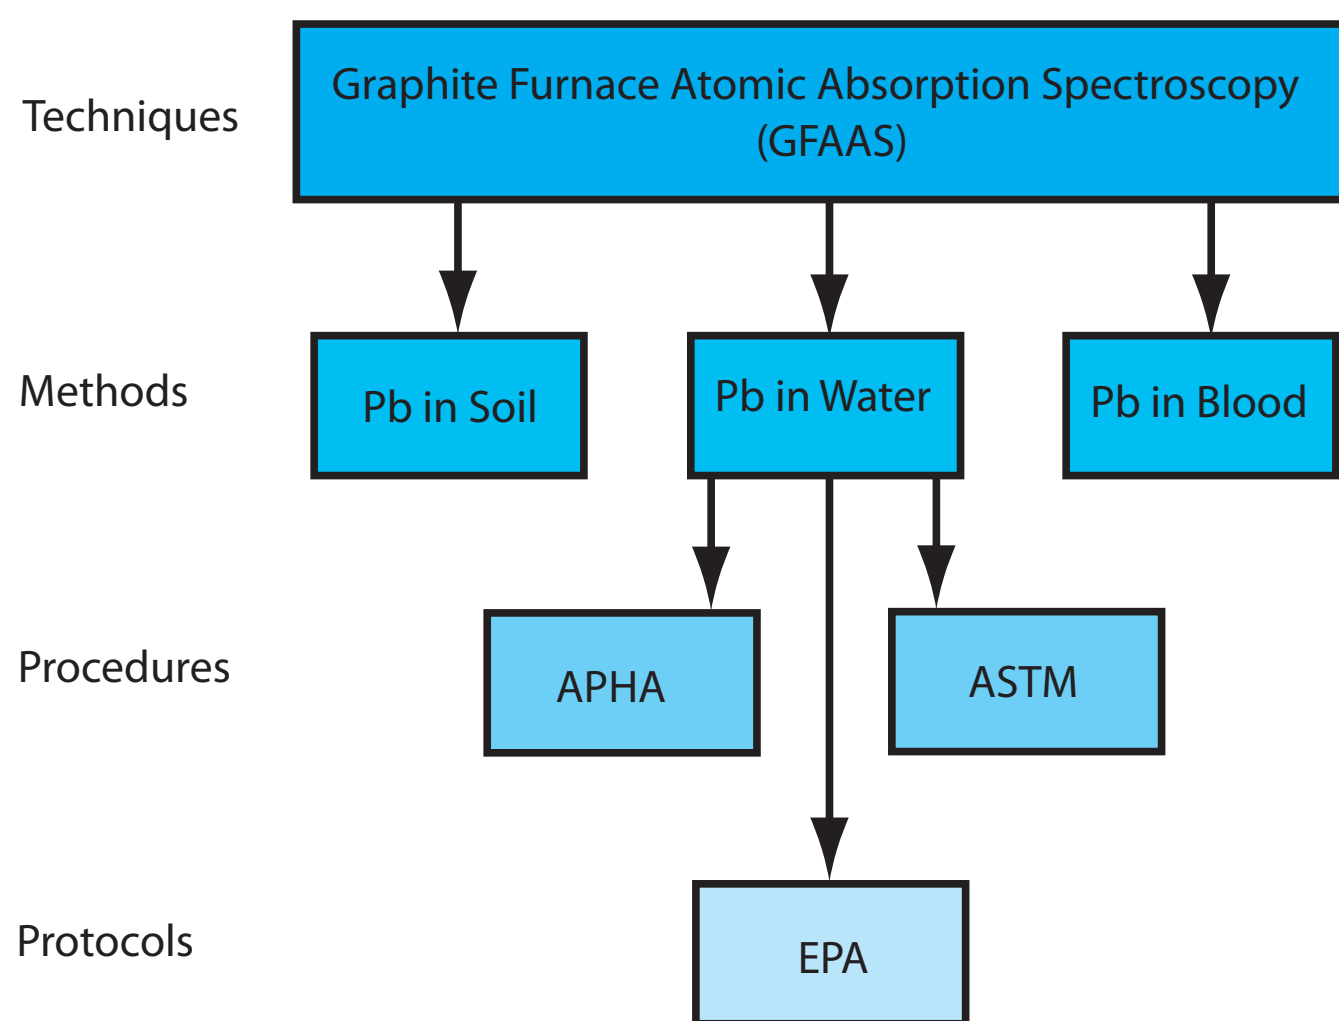 Techniques
Graphite Furnace Atomic Absorption Spectroscopy
(GFAAS)
Methods
Pb in Soil
Pb in Water
Pb in Blood
Procedures
APHA
ASTM
Protocols
EPA